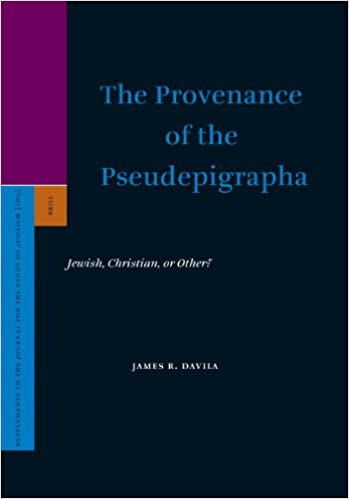 The Provenance
of the
Pseudepigrapha
Jewish, Christian, or Other?
JAMES R. DAVILA
BRILL
SUPPLEMENTS TO THE JOURNAL FOR THE STUDY OF JUDAISM